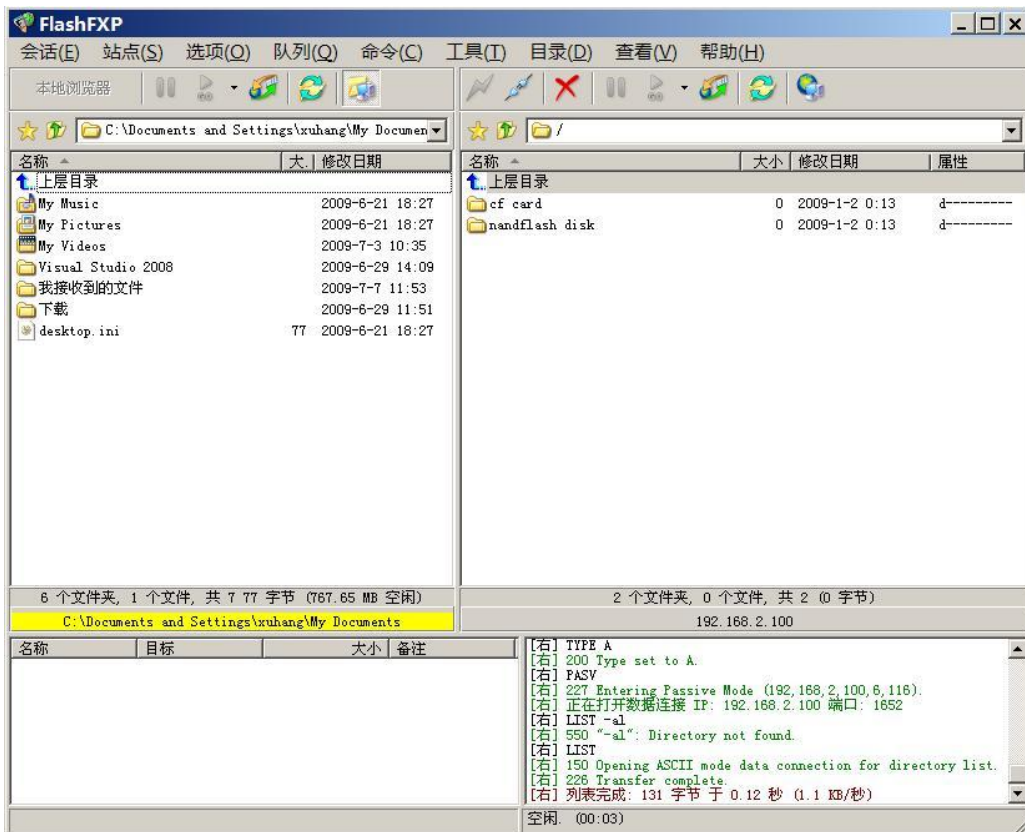 FlashFXP
会话(E) 站点(S) 选项(O) 队列(Q) 命令(C) 工具(T) 目录(D) 查看(V) 帮助(H)
本地浏览器
C:\Documents and Settings\xuhang\My Documen
/
名称 大. 修改日期
上层目录
My Music 2009-6-21 18:27
My Pictures 2009-6-21 18:27
My Videos 2009-7-3 10:35
Visual Studio 2008 2009-6-29 14:09
我接收到的文件 2009-7-7 11:53
下载 2009-6-29 11:51
desktop.ini 77 2009-6-21 18:27
名称 大小 修改日期 属性
上层目录
cf card 0 2009-1-2 0:13 d---------
nandflash disk 0 2009-1-2 0:13 d---------
6 个文件夹, 1 个文件, 共 7 77 字节 (767.65 MB 空闲)
C:\Documents and Settings\xuhang\My Documents
2 个文件夹, 0 个文件, 共 2 (0 字节)
192.168.2.100
名称 目标 大小 备注
[右] TYPE A
[右] 200 Type set to A.
[右] PASV
[右] 227 Entering Passive Mode (192,168,2,100,6,116).
[右] 正在打开数据连接 IP: 192.168.2.100 端口: 1652
[右] LIST -al
[右] 550 "-al": Directory not found.
[右] LIST
[右] 150 Opening ASCII mode data connection for directory list.
[右] 226 Transfer complete.
[右] 列表完成: 131 字节 于 0.12 秒 (1.1 KB/秒)
空闲. (00:03)